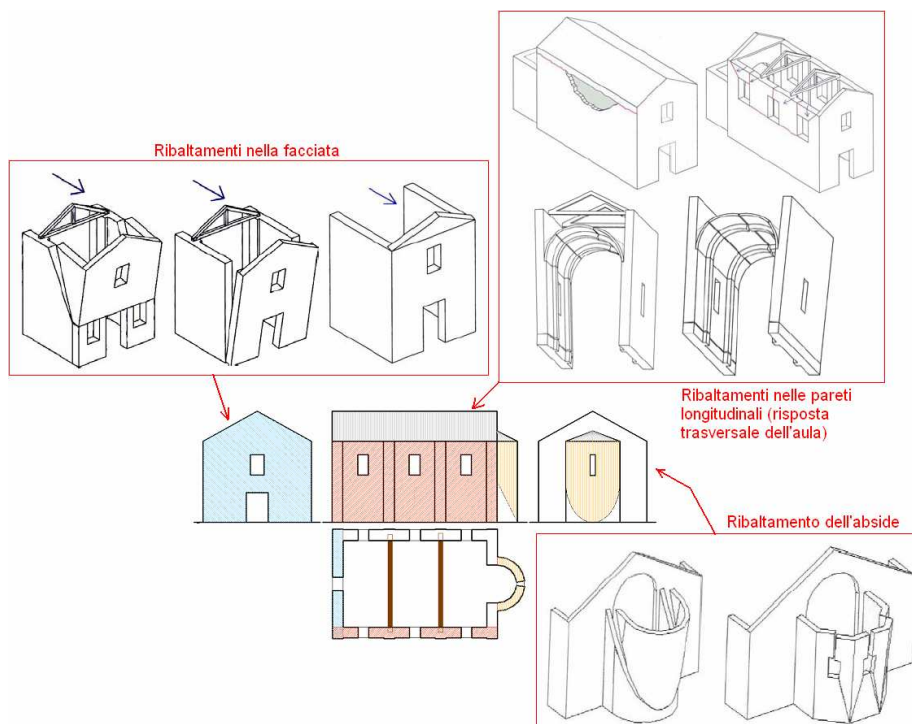 Ribaltamenti nella facciata
Ribaltamenti nelle pareti
longitudinali (risposta
trasversale dell'aula)
Ribaltamento dell'abside